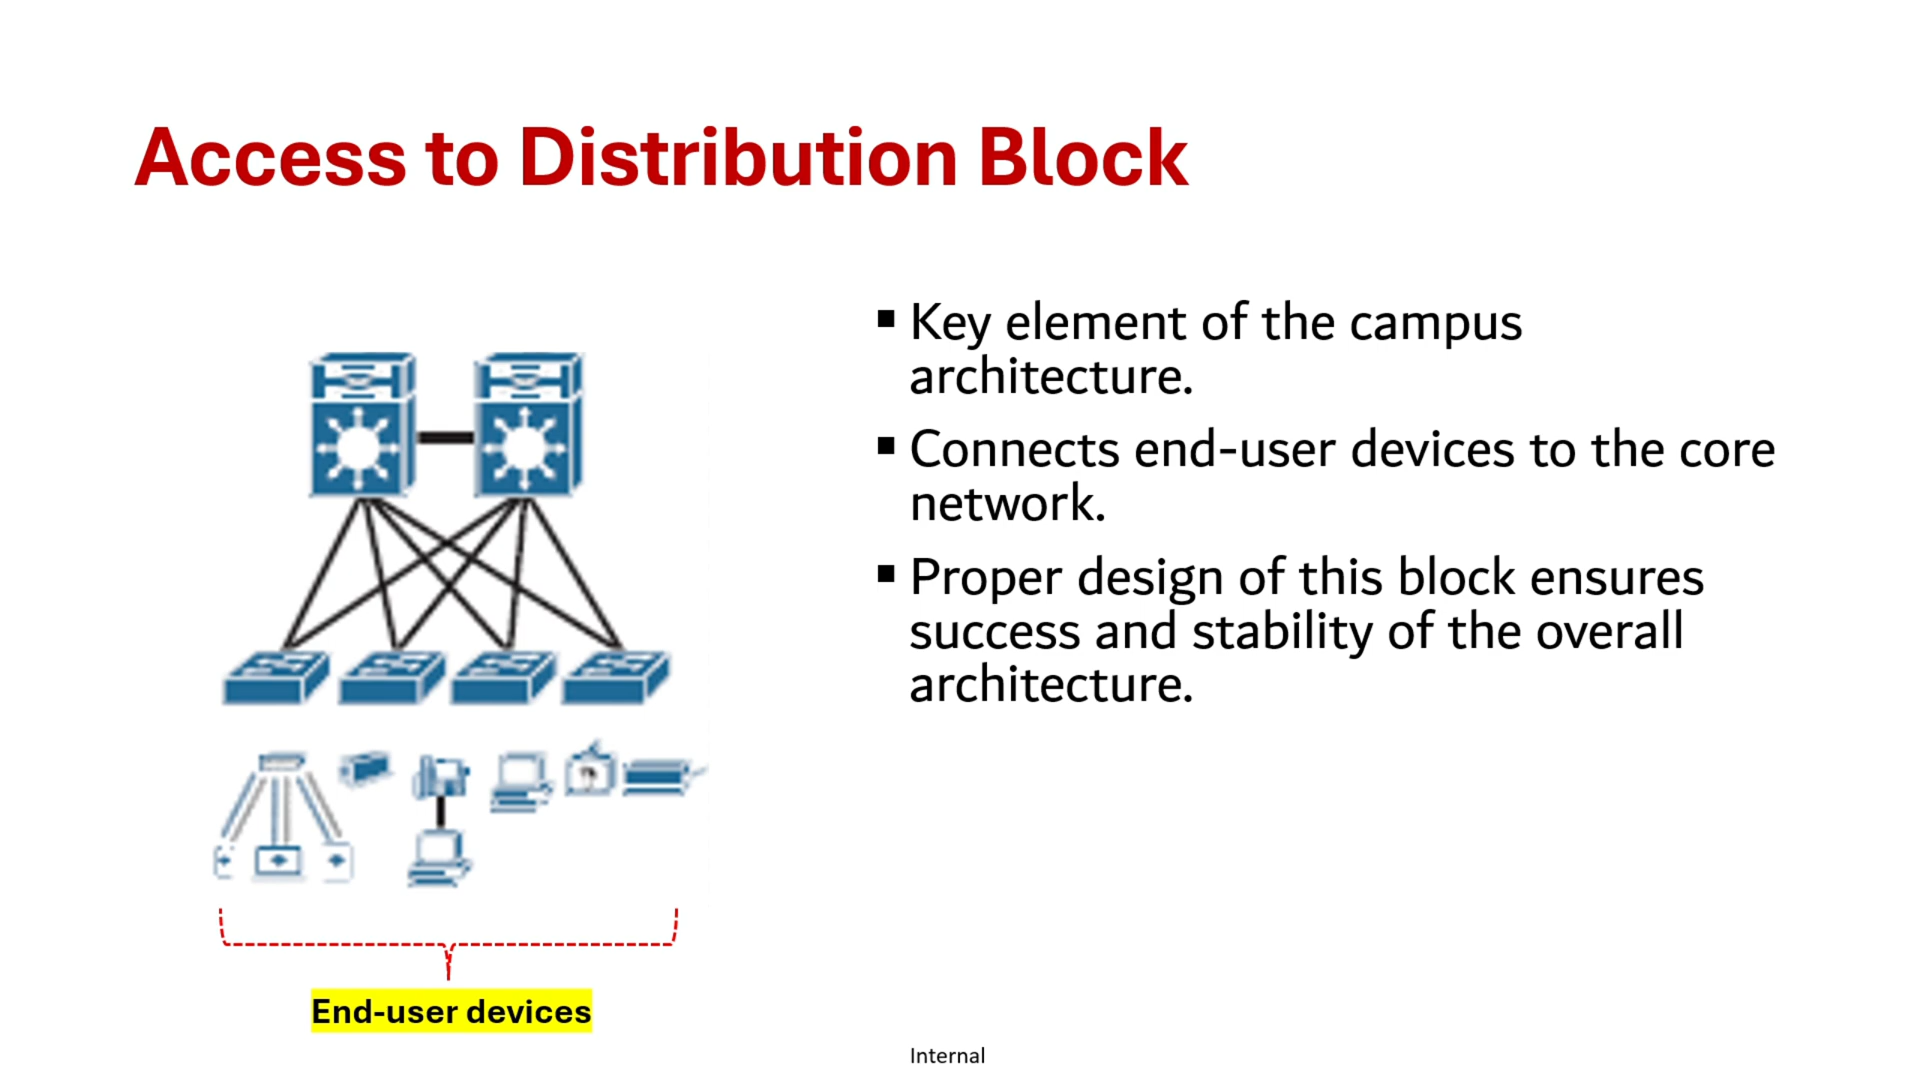 Access to Distribution Block
▪ Key element of the campus
architecture.
▪ Connects end-user devices to the core
network.
▪ Proper design of this block ensures
success and stability of the overall
architecture.
End-user devices
Internal